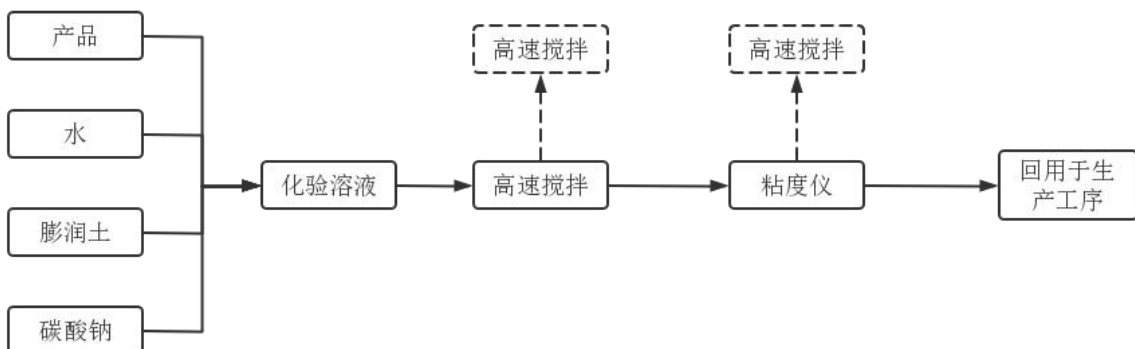 产品
水
膨润土
碳酸钠
化验溶液
高速搅拌
高速搅拌
粘度仪
高速搅拌
回用于生
产工序